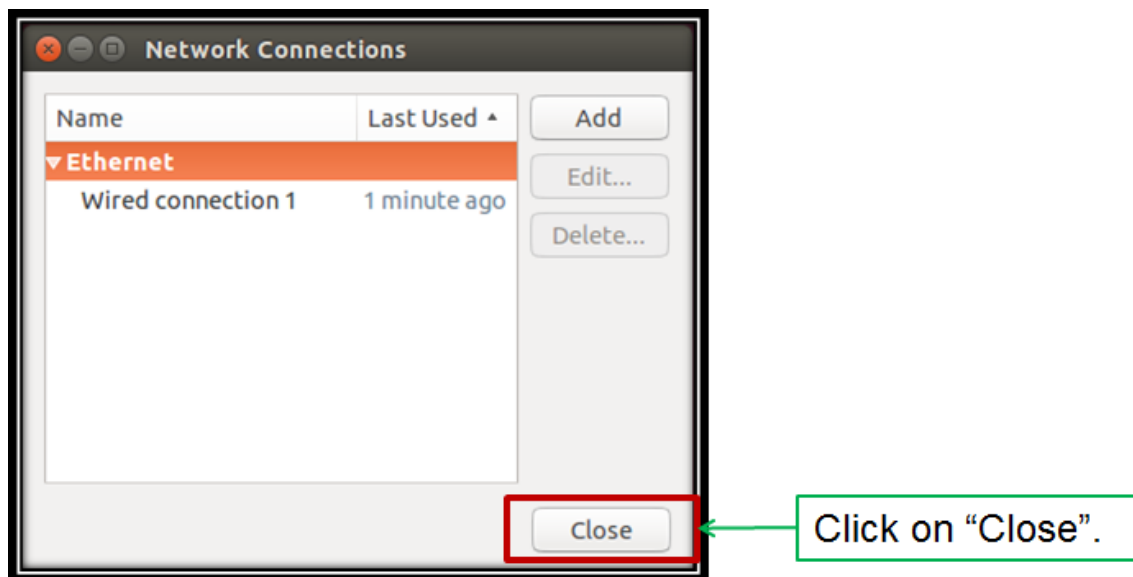 Network Connections
Name Last Used
Add
Ethernet
Edit...
Wired connection 1 1 minute ago
Delete...
Close
Click on “Close”.